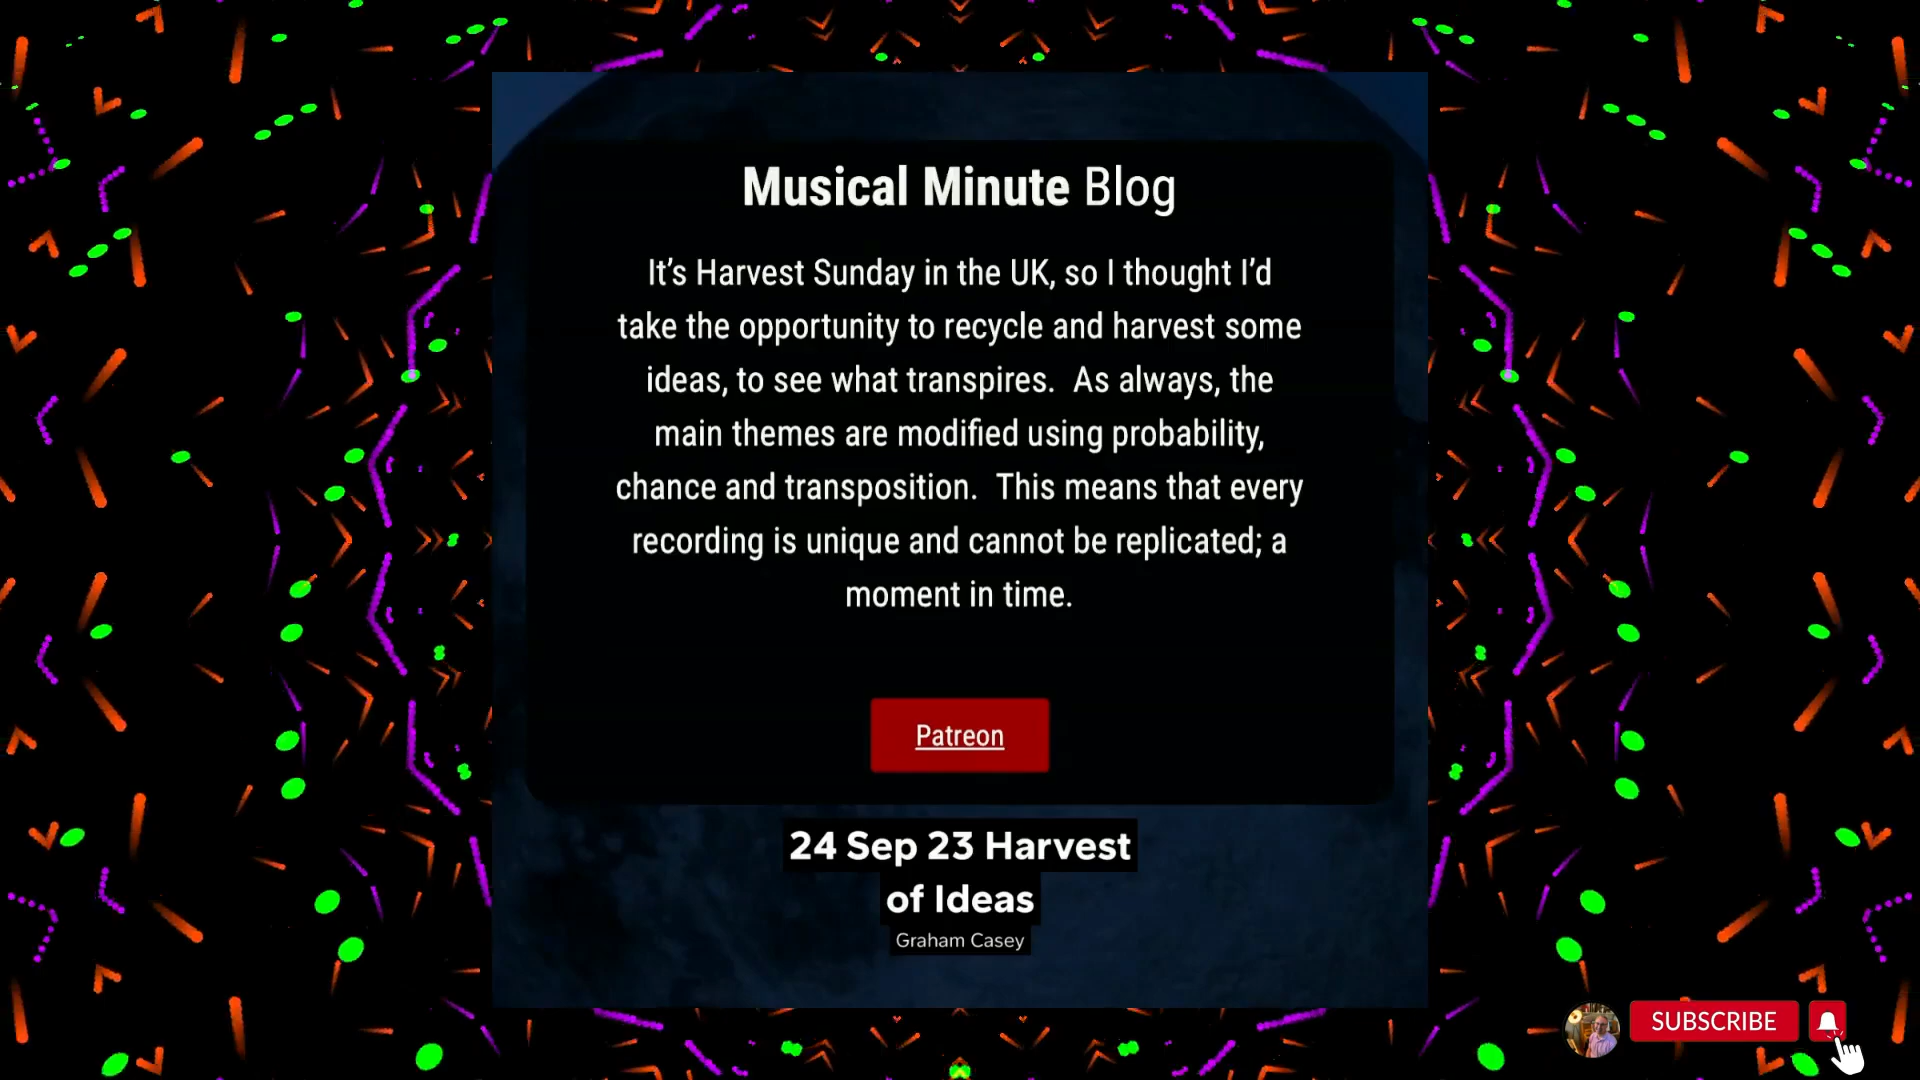 Musical Minute Blog
It’s Harvest Sunday in the UK, so I thought I’d
take the opportunity to recycle and harvest some
ideas, to see what transpires.  As always, the
main themes are modified using probability,
chance and transposition.  This means that every
recording is unique and cannot be replicated; a
moment in time.
Patreon
24 Sep 23 Harvest
of Ideas
Graham Casey
SUBSCRIBE